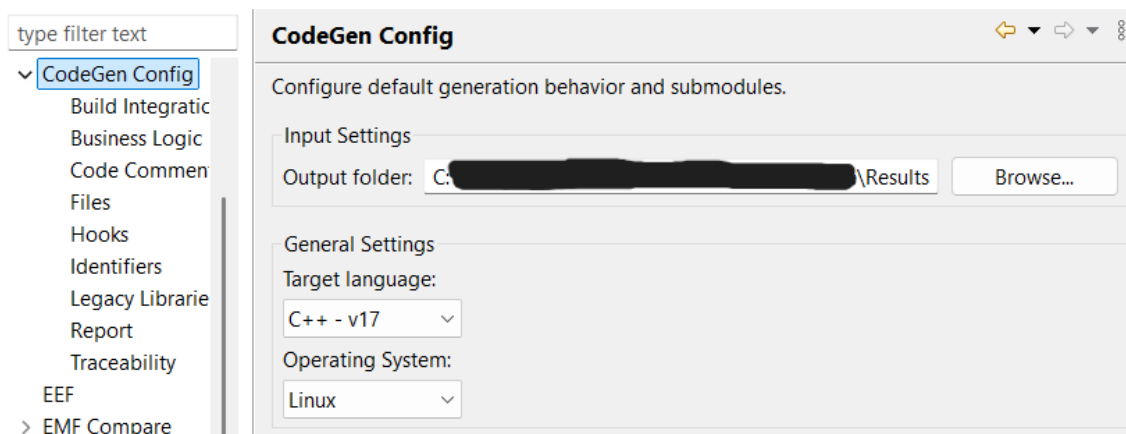 type filter text
CodeGen Config
Build Integratic
Business Logic
Code Commen
Files
Hooks
Identifiers
Legacy Librarie
Report
Traceability
EEF
EMF Compare
CodeGen Config
Configure default generation behavior and submodules.
Input Settings
Output folder: C: \Results Browse...
General Settings
Target language:
C++ - v17
Operating System:
Linux